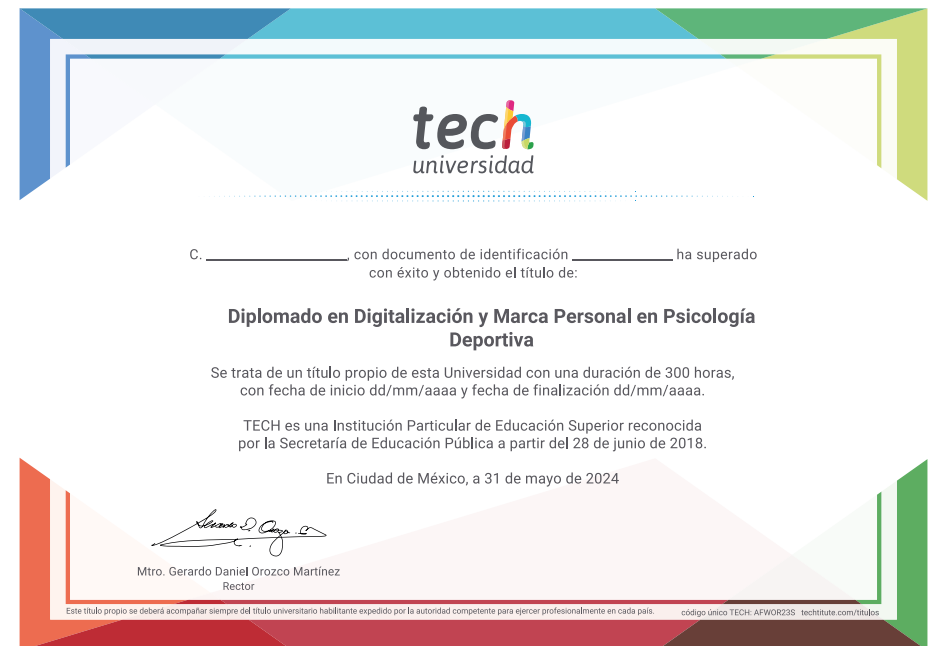 tech
universidad
C. ____________, con documento de identificación ____________ ha superado
con éxito y obtenido el título de:
Diplomado en Digitalización y Marca Personal en Psicología
Deportiva
Se trata de un título propio de esta Universidad con una duración de 300 horas,
con fecha de inicio dd/mm/aaaa y fecha de finalización dd/mm/aaaa.
TECH es una Institución Particular de Educación Superior reconocida
por la Secretaría de Educación Pública a partir del 28 de junio de 2018.
En Ciudad de México, a 31 de mayo de 2024
Mtro. Gerardo Daniel Orozco Martínez
Rector
Este título propio se deberá acompañar siempre del título universitario habilitante expedido por la autoridad competente para ejercer profesionalmente en cada país. código único TECH: AFWOR23S techtitute.com/títulos